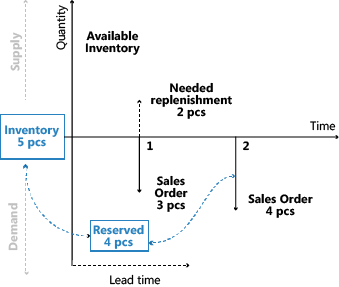 Quantity
Supply
Available
Inventory
Needed
replenishment
2 pcs
Time
Inventory
5 pcs
1
2
Sales
Order
3 pcs
Sales Order
4 pcs
Demand
Reserved
4 pcs
Lead time